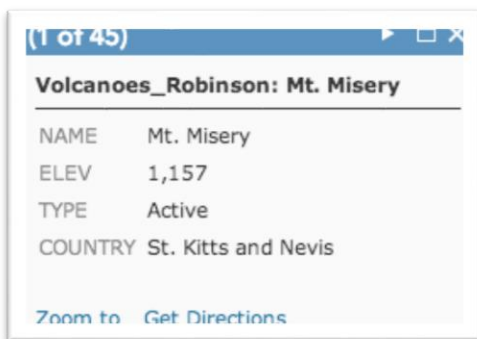 (1 of 45)
Volcanoes_Robinson: Mt. Misery
NAME Mt. Misery
ELEV 1,157
TYPE Active
COUNTRY St. Kitts and Nevis
Zoom to Get Directions